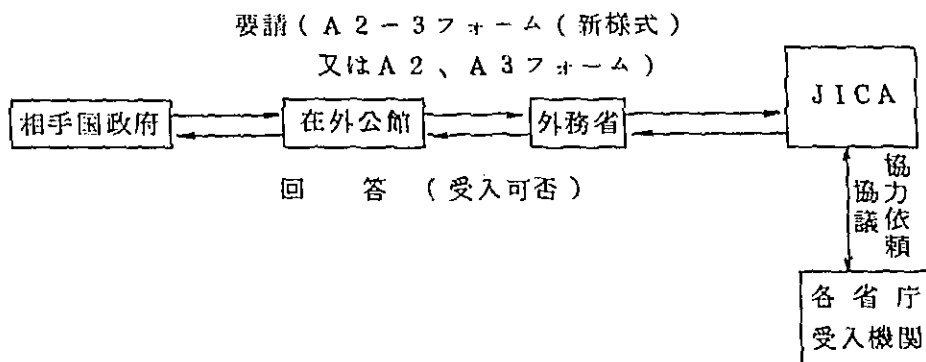 要請(A2-3フォーム(新様式)
又はA2、A3フォーム)
相手国政府
在外公館
外務省
JICA
回 答 (受入可否)
協力依頼
協議
各省庁
受入機関